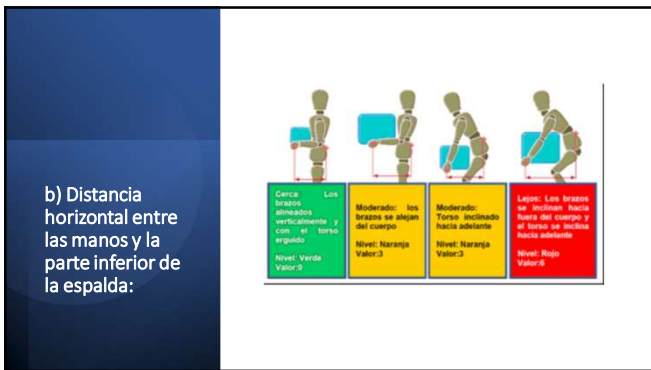 b) Distancia
horizontal entre
las manos y la
parte inferior de
la espalda:
Cerca: Los
brazos
alineados
verticalmente y
con el torso
erguido
Nivel: Verde
Valor:0
Moderado: los
brazos se alejan
del cuerpo
Nivel: Naranja
Valor:3
Moderado:
Torso inclinado
hacia adelante
Nivel: Naranja
Valor:3
Lejos: Los brazos
se inclinan hacia
fuera del cuerpo y
el torso se inclina
hacia adelante
Nivel: Rojo
Valor:6